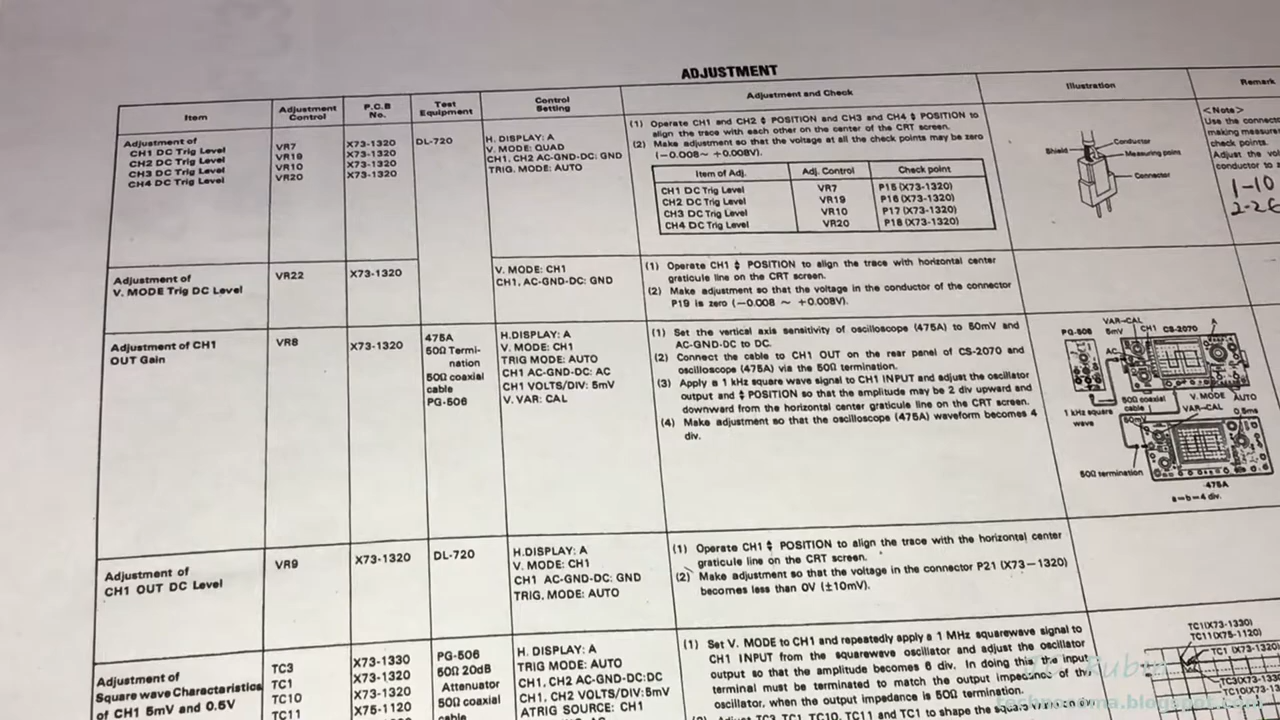 ADJUSTMENT
Item
Adjustment
Control
P.C.B
No.
Test
Equipment
Control
Setting
Adjustment and Check
Illustration
Remark
Adjustment of
CH1 DC Trig Level
CH2 DC Trig Level
CH3 DC Trig Level
CH4 DC Trig Level
VR7
VR19
VR10
VR20
X73-1320
X73-1320
X73-1320
X73-1320
DL-720
H. DISPLAY: A
V. MODE: QUAD
CH1, CH2 AC-GND-DC: GND
TRIG. MODE: AUTO
(1) Operate CH1 and CH2 ♦ POSITION and CH3 and CH4 ♦ POSITION to
align the trace with each other on the center of the CRT screen.
(2) Make adjustment so that the voltage at all the check points may be zero
(−0.008~ +0.008V).
Item of Adj.
Adj. Control
Check point
CH1 DC Trig Level
VR7
P15 (X73-1320)
CH2 DC Trig Level
VR19
P16 (X73-1320)
CH3 DC Trig Level
VR10
P17 (X73-1320)
CH4 DC Trig Level
VR20
P18 (X73-1320)
Shield
Conductor
Measuring point
Connector
<Note>
Use the
making
check points.
Adjust the
conductor to
1-10
Adjustment of
V. MODE Trig DC Level
VR22
X73-1320
V. MODE: CH1
CH1, AC-GND-DC: GND
(1) Operate CH1 ♦ POSITION to align the trace with horizontal center
graticule line on the CRT screen.
(2) Make adjustment so that the voltage in the conductor of the connector
P19 is zero (−0.008 ~ +0.008V).
Adjustment of CH1
OUT Gain
VR8
X73-1320
475A
50Ω Termi-
nation
50Ω coaxial
cable
PG-506
H.DISPLAY: A
V. MODE: CH1
TRIG MODE: AUTO
CH1 AC-GND-DC: AC
CH1 VOLTS/DIV: 5mV
V. VAR: CAL
(1) Set the vertical axis sensitivity of oscilloscope (475A) to 50mV and
AC-GND-DC to DC.
(2) Connect the cable to CH1 OUT on the rear panel of CS-2070 and
oscilloscope (475A) via the 50Ω termination.
(3) Apply a 1 kHz square wave signal to CH1 INPUT and adjust the oscillator
output and ♦ POSITION so that the amplitude may be 2 div upward and
downward from the horizontal center graticule line on the CRT screen.
(4) Make adjustment so that the oscilloscope (475A) waveform becomes 4
div.
VAR-CAL
PG-506
5mV
CH1
CS-2070
A
AC
50Ω coaxial
cable
V. MODE
AUTO
1 kHz square
wave
VAR-CAL
50mV
0.5ms
50Ω termination
475A
a=b=4 div.
Adjustment of
CH1 OUT DC Level
VR9
X73-1320
DL-720
H.DISPLAY: A
V. MODE: CH1
CH1 AC-GND-DC: GND
TRIG. MODE: AUTO
(1) Operate CH1 ♦ POSITION to align the trace with the horizontal center
graticule line on the CRT screen.
(2) Make adjustment so that the voltage in the connector P21 (X73−1320)
becomes less than 0V (±10mV).
Adjustment of
Square wave Characteristics
of CH1 5mV and 0.5V
TC3
TC1
TC10
TC11
X73-1330
X73-1320
X73-1320
X75-1120
PG-506
50Ω 20dB
Attenuator
50Ω coaxial
cable
H. DISPLAY: A
TRIG MODE: AUTO
CH1, CH2 AC-GND-DC:DC
CH1, CH2 VOLTS/DIV:5mV
ATRIG SOURCE: CH1
(1) Set V. MODE to CH1 and repeatedly apply a 1 MHz squarewave signal to
CH1 INPUT from the squarewave oscillator and adjust the oscillator
output so that the amplitude becomes 6 div. In doing this the input
terminal must be terminated to match the output impedance of the
oscillator, when the output impedance is 50Ω termination.
(2) Adjust TC3, TC1, TC10, TC11 and TC1 to shape the square
TC1(X73-1330)
TC11(X75-1120)
TC1 (X73-1320)
Rubin
technocoma.blogspot.com